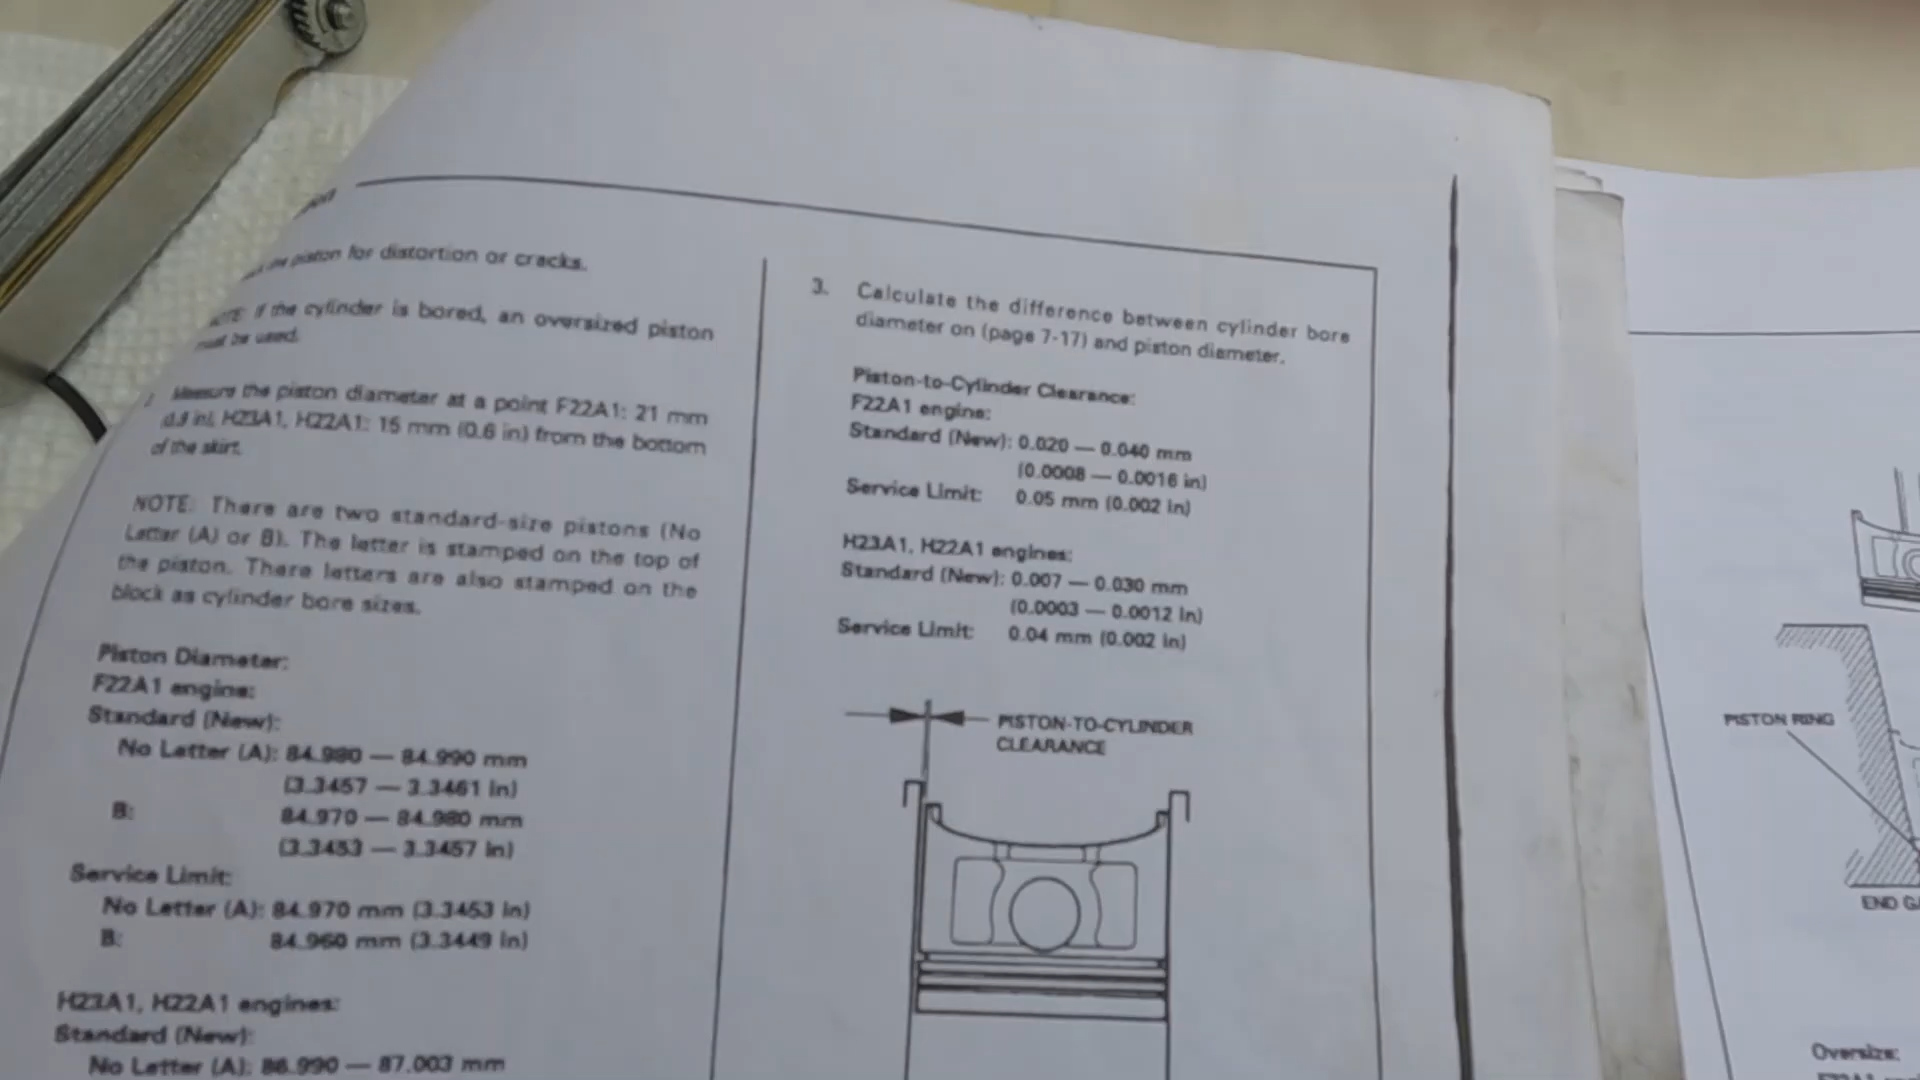 piston for distortion or cracks.
If the cylinder is bored, an oversized piston
must be used.
Measure the piston diameter at a point F22A1: 21 mm
(0.8 in), H23A1, H22A1: 15 mm (0.6 in) from the bottom
of the skirt.
NOTE: There are two standard-size pistons (No
Letter (A) or B). The letter is stamped on the top of
the piston. There letters are also stamped on the
block as cylinder bore sizes.
Piston Diameter:
F22A1 engine:
Standard (New):
No Letter (A): 84.980 — 84.990 mm
(3.3457 — 3.3461 in)
B: 84.970 — 84.980 mm
(3.3453 — 3.3457 in)
Service Limit:
No Letter (A): 84.970 mm (3.3453 in)
B: 84.960 mm (3.3449 in)
H23A1, H22A1 engines:
Standard (New):
No Letter (A): 86.990 — 87.003 mm
3. Calculate the difference between cylinder bore
diameter on (page 7-17) and piston diameter.
Piston-to-Cylinder Clearance:
F22A1 engine:
Standard (New): 0.020 — 0.040 mm
(0.0008 — 0.0016 in)
Service Limit: 0.05 mm (0.002 in)
H23A1, H22A1 engines:
Standard (New): 0.007 — 0.030 mm
(0.0003 — 0.0012 in)
Service Limit: 0.04 mm (0.002 in)
PISTON-TO-CYLINDER
CLEARANCE
PISTON RING
END
Oversize: